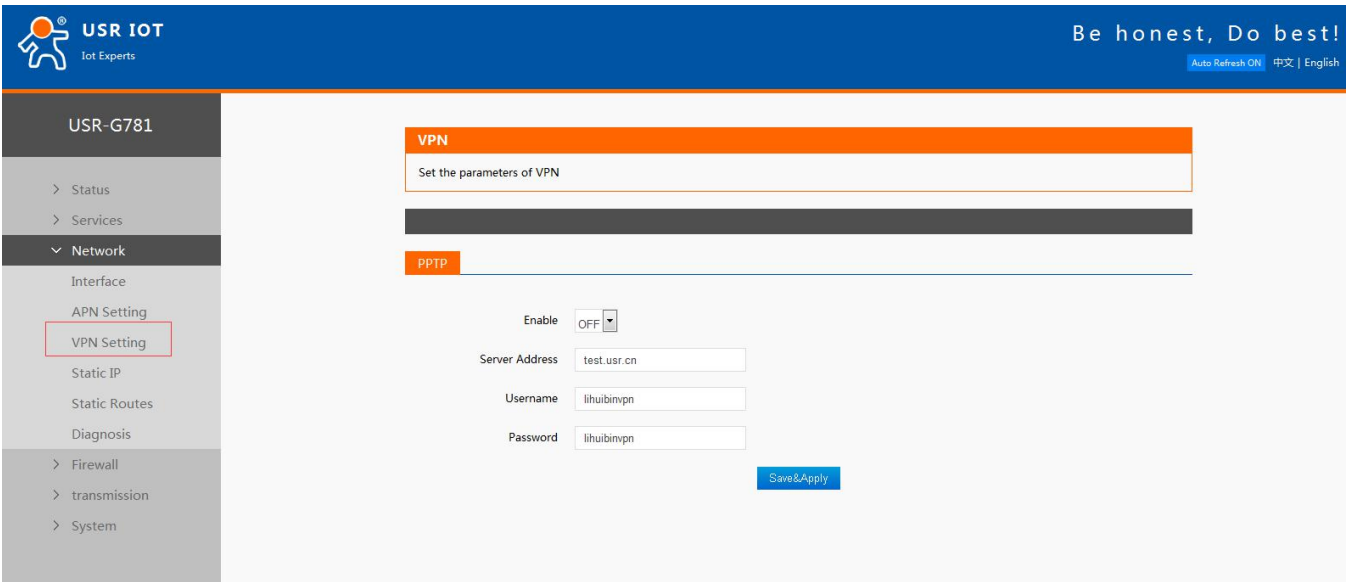 USR IOT
Iot Experts
Be honest, Do best!
Auto Refresh ON 中文 | English
USR-G781
> Status
> Services
Network
Interface
APN Setting
VPN Setting
Static IP
Static Routes
Diagnosis
> Firewall
> transmission
> System
VPN
Set the parameters of VPN
PPTP
Enable OFF
Server Address test.usr.cn
Username lihuibinvpn
Password lihuibinvpn
Save&Apply